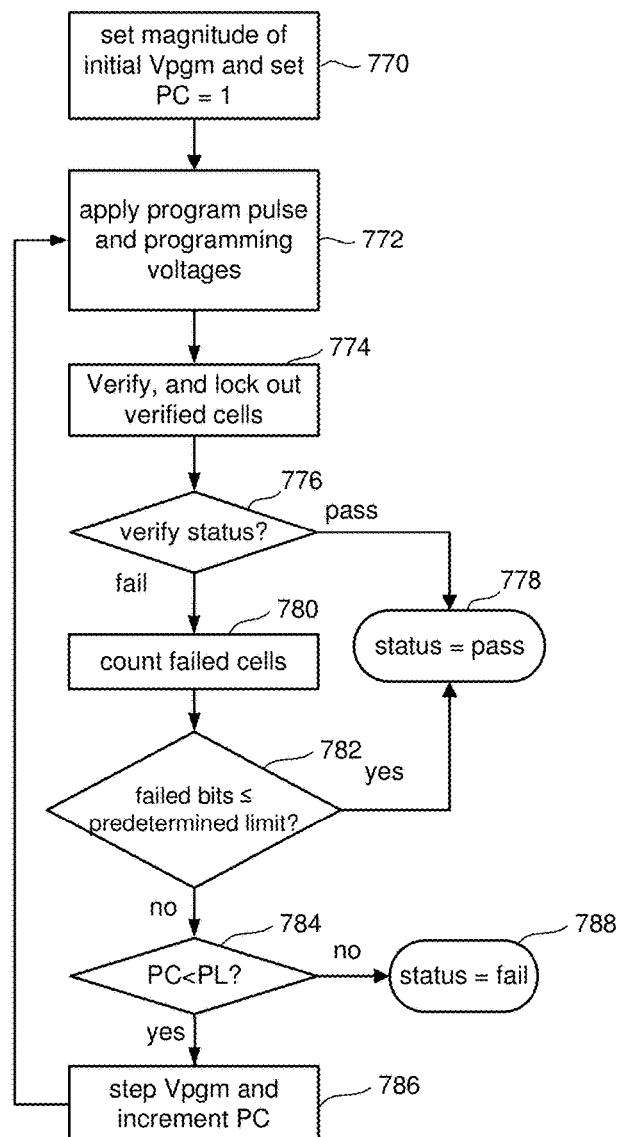 set magnitude of
initial Vpgm and set
PC = 1
770
apply program pulse
and programming
voltages
772
774
Verify, and lock out
verified cells
776
verify status?
pass
fail
778
status = pass
780
count failed cells
782
yes
failed bits ≤
predetermined limit?
no
784
788
PC<PL?
no
status = fail
yes
step Vpgm and
increment PC
786